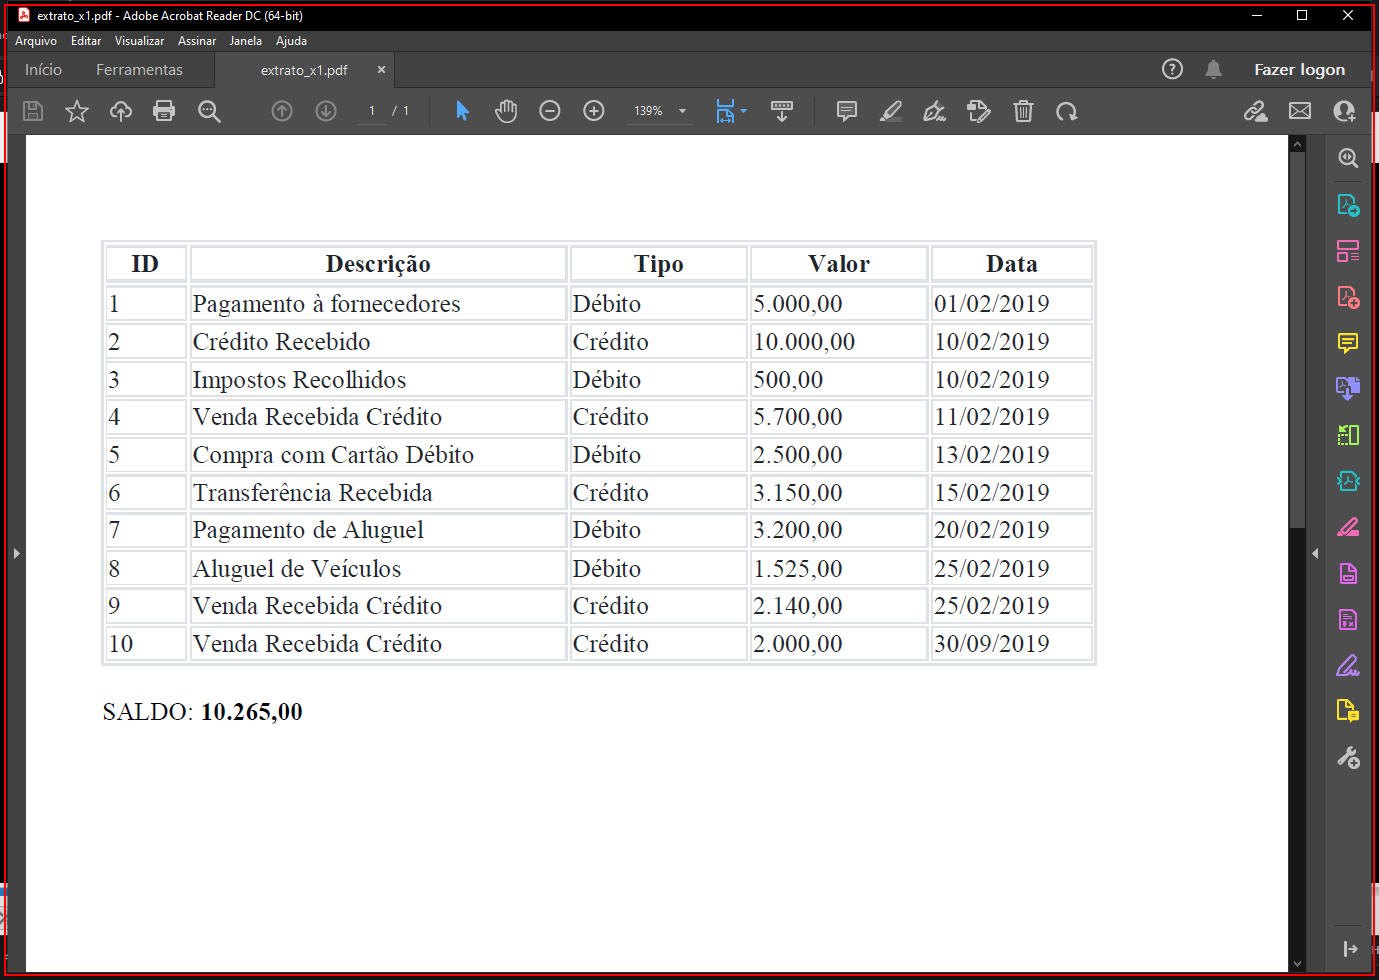 extrato_x1.pdf - Adobe Acrobat Reader DC (64-bit)
Arquivo Editar Visualizar Assinar Janela Ajuda
Início Ferramentas extrato_x1.pdf Fazer logon
1 / 1 139%
ID Descrição Tipo Valor Data
1 Pagamento à fornecedores Débito 5.000,00 01/02/2019
2 Crédito Recebido Crédito 10.000,00 10/02/2019
3 Impostos Recolhidos Débito 500,00 10/02/2019
4 Venda Recebida Crédito Crédito 5.700,00 11/02/2019
5 Compra com Cartão Débito Débito 2.500,00 13/02/2019
6 Transferência Recebida Crédito 3.150,00 15/02/2019
7 Pagamento de Aluguel Débito 3.200,00 20/02/2019
8 Aluguel de Veículos Débito 1.525,00 25/02/2019
9 Venda Recebida Crédito Crédito 2.140,00 25/02/2019
10 Venda Recebida Crédito Crédito 2.000,00 30/09/2019
SALDO: 10.265,00